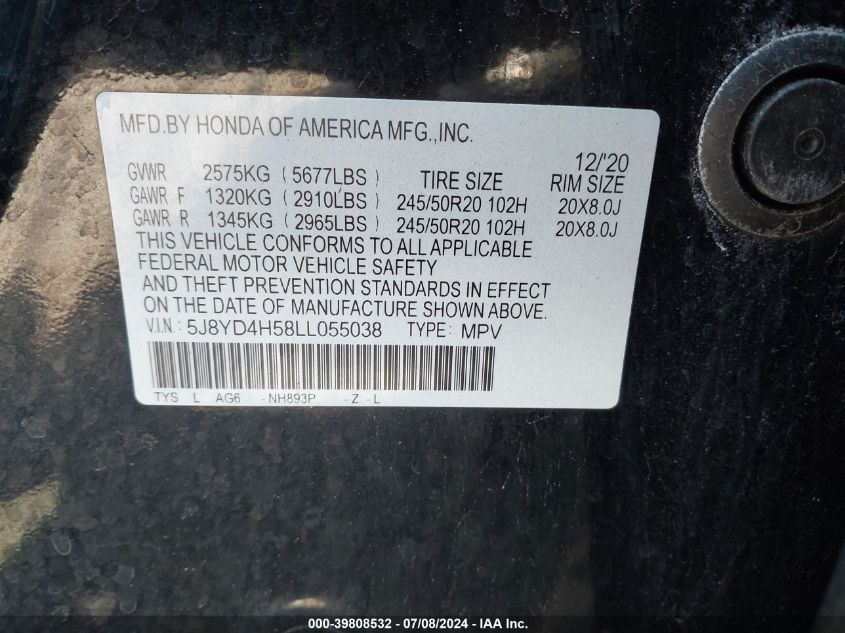 MFD.BY HONDA OF AMERICA MFG.,INC.
12/'20
GVWR 2575KG (5677LBS) TIRE SIZE RIM SIZE
GAWR F 1320KG (2910LBS) 245/50R20 102H 20X8.0J
GAWR R 1345KG (2965LBS) 245/50R20 102H 20X8.0J
THIS VEHICLE CONFORMS TO ALL APPLICABLE
FEDERAL MOTOR VEHICLE SAFETY
AND THEFT PREVENTION STANDARDS IN EFFECT
ON THE DATE OF MANUFACTURE SHOWN ABOVE.
V.I.N: 5J8YD4H58LL055038 TYPE: MPV
TYS L AG6 -NH893P -Z -L
000-39808532 - 07/08/2024 - IAA Inc.